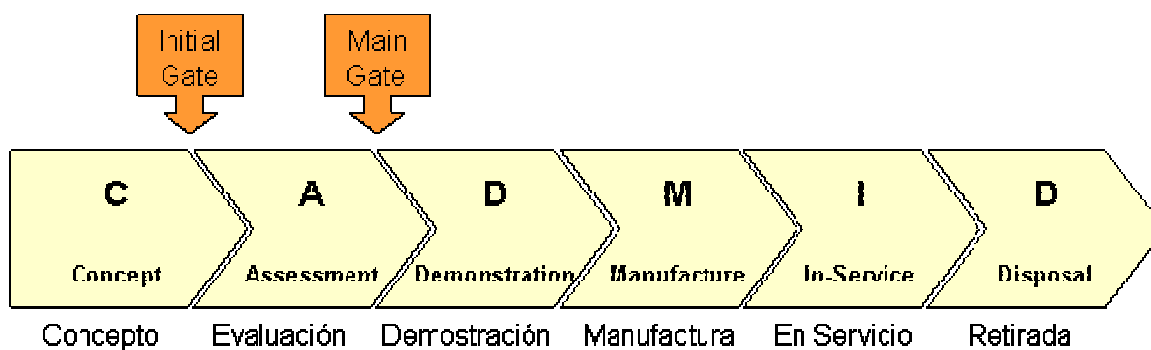 Initial
Gate
Main
Gate
C
A
D
M
I
D
Concept
Assessment
Demonstration
Manufacture
In-Service
Disposal
Concepto
Evaluación
Demostración
Manufactura
En Servicio
Retirada